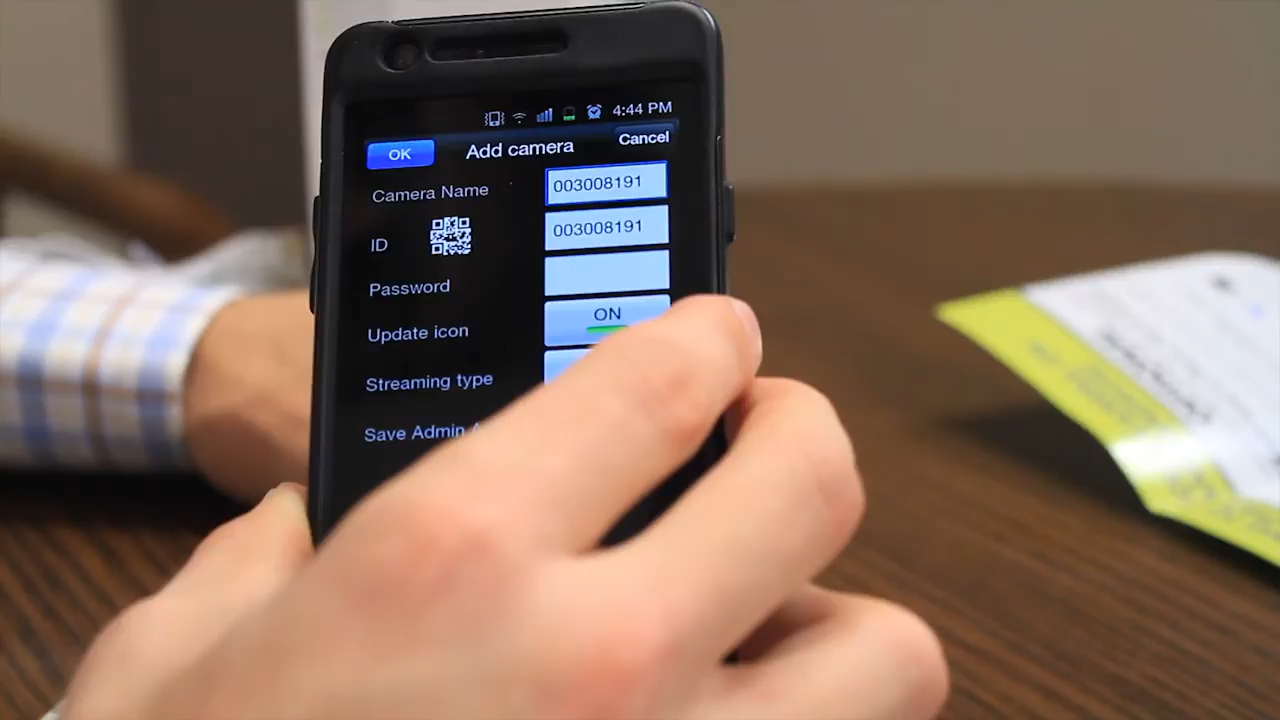 4:44 PM
OK Add camera Cancel
Camera Name 003008191
ID 003008191
Password
Update icon ON
Streaming type
Save Admin